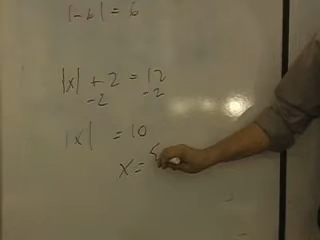 |-6| = 6
|x| + 2 = 12
-2 -2
|x| = 10
x = {